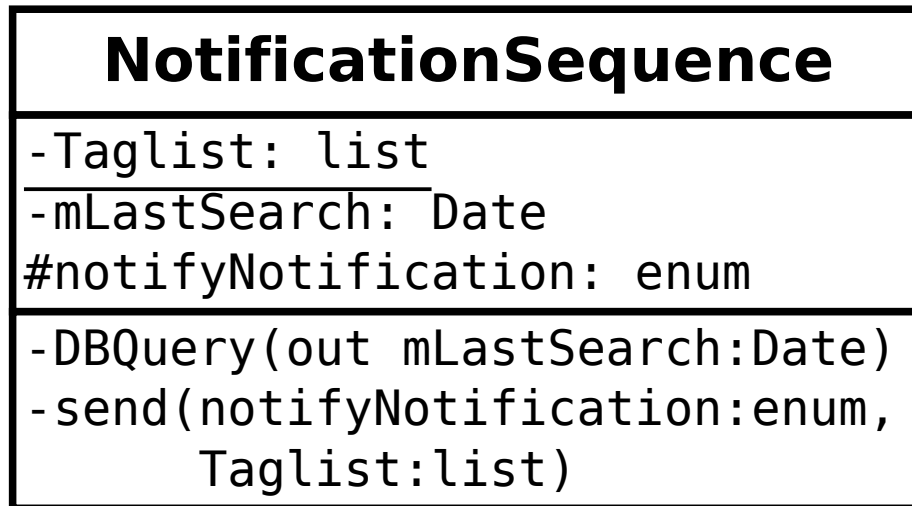 NotificationSequence
-Taglist: list
-mLastSearch: Date
#notifyNotification: enum
-DBQuery(out mLastSearch:Date)
-send(notifyNotification:enum,
Taglist:list)